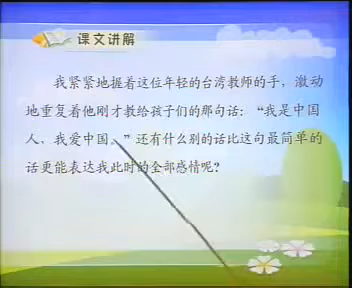 课文讲解
我紧紧地握着这位年轻的台湾教师的手，激动
地重复着他刚才教给孩子们的那句话：“我是中国
人，我爱中国。”还有什么别的话比这句最简单的
话更能表达我此时的全部感情呢？